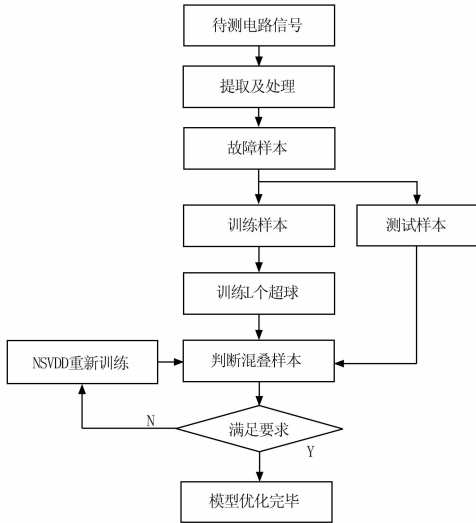 待测电路信号
提取及处理
故障样本
训练样本
测试样本
训练L个超球
NSVDD重新训练
判断混叠样本
N
满足要求
Y
模型优化完毕